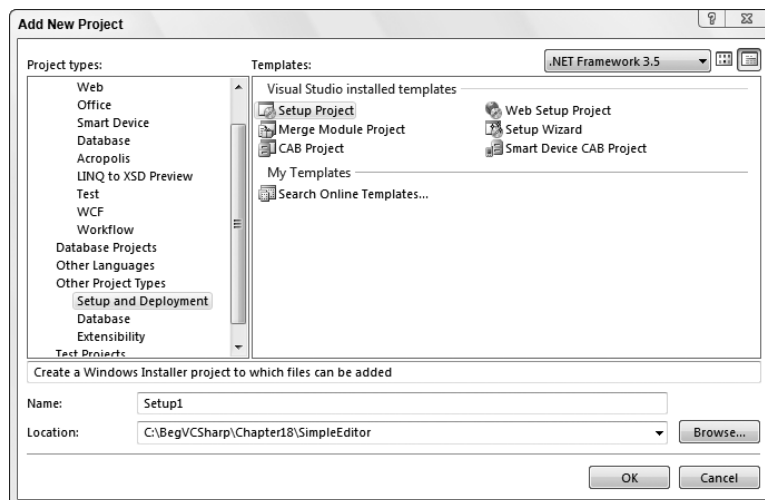 Add New Project
Project types:
Templates:
.NET Framework 3.5
Web
Office
Smart Device
Database
Acropolis
LINQ to XSD Preview
Test
WCF
Workflow
Database Projects
Other Languages
Other Project Types
Setup and Deployment
Database
Extensibility
Test Projects
Visual Studio installed templates
Setup Project
Web Setup Project
Merge Module Project
Setup Wizard
CAB Project
Smart Device CAB Project
My Templates
Search Online Templates...
Create a Windows Installer project to which files can be added
Name:
Setup1
Location:
C:\BegVCSharp\Chapter18\SimpleEditor
Browse...
OK
Cancel